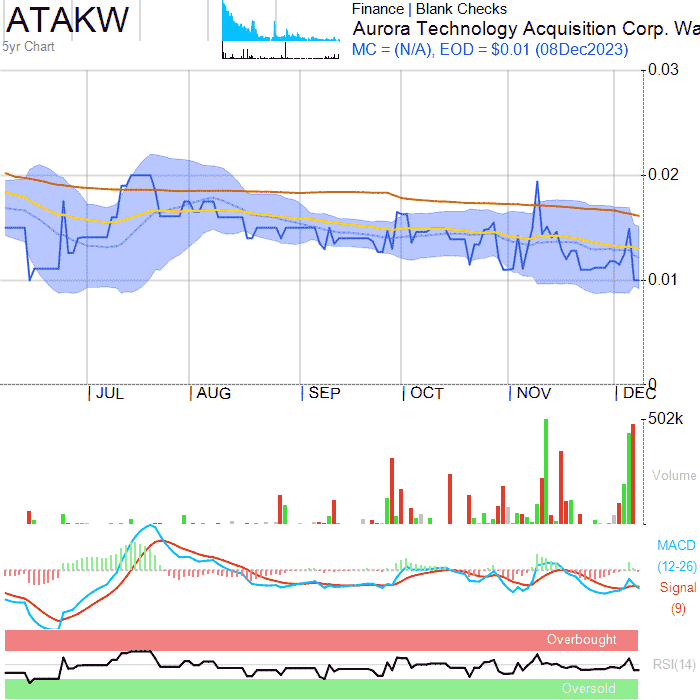 ATAKW
5yr Chart
Finance | Blank Checks
Aurora Technology Acquisition Corp. Wa
MC = (N/A), EOD = $0.01 (08Dec2023)
0.03
0.02
0.01
0
JUL AUG SEP OCT NOV DEC
502k
Volume
MACD
(12-26)
Signal
(9)
Overbought
RSI(14)
Oversold